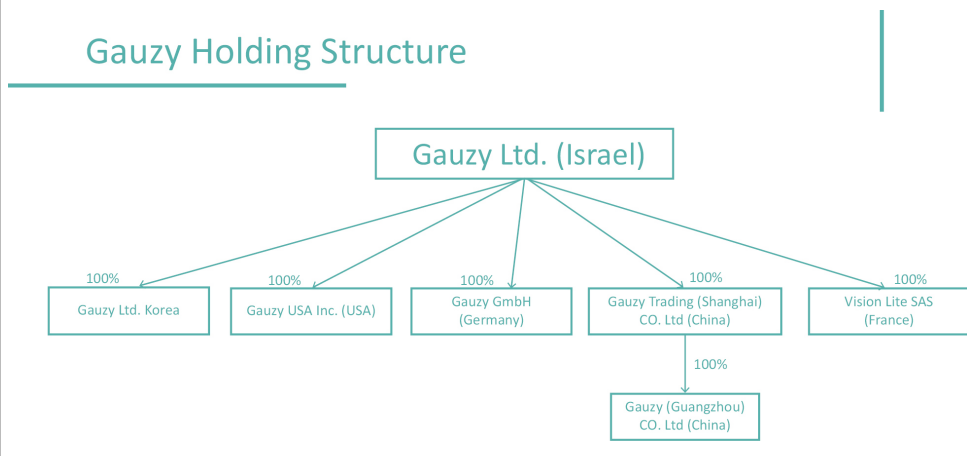 Gauzy Holding Structure
Gauzy Ltd. (Israel)
100%
100%
100%
100%
100%
Gauzy Ltd. Korea
Gauzy USA Inc. (USA)
Gauzy GmbH
(Germany)
Gauzy Trading (Shanghai)
CO. Ltd (China)
Vision Lite SAS
(France)
100%
Gauzy (Guangzhou)
CO. Ltd (China)